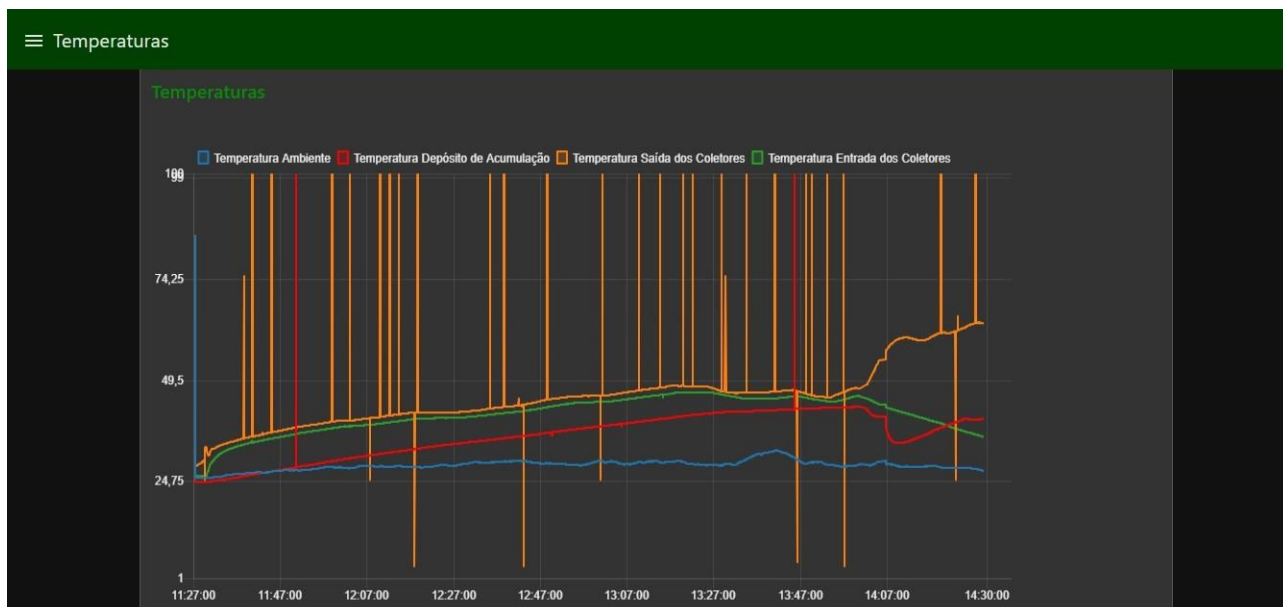 Temperaturas
Temperaturas
Temperatura Ambiente Temperatura Depósito de Acumulação Temperatura Saída dos Coletores Temperatura Entrada dos Coletores
100
99
74,25
49,5
24,75
1
11:27:00 11:47:00 12:07:00 12:27:00 12:47:00 13:07:00 13:27:00 13:47:00 14:07:00 14:30:00